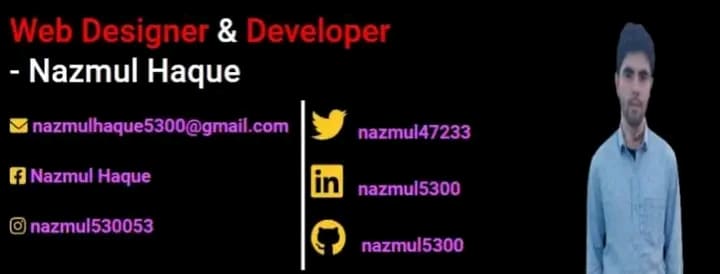 Web Designer & Developer
- Nazmul Haque
nazmulhaque5300@gmail.com
Nazmul Haque
nazmul530053
nazmul47233
nazmul5300
nazmul5300